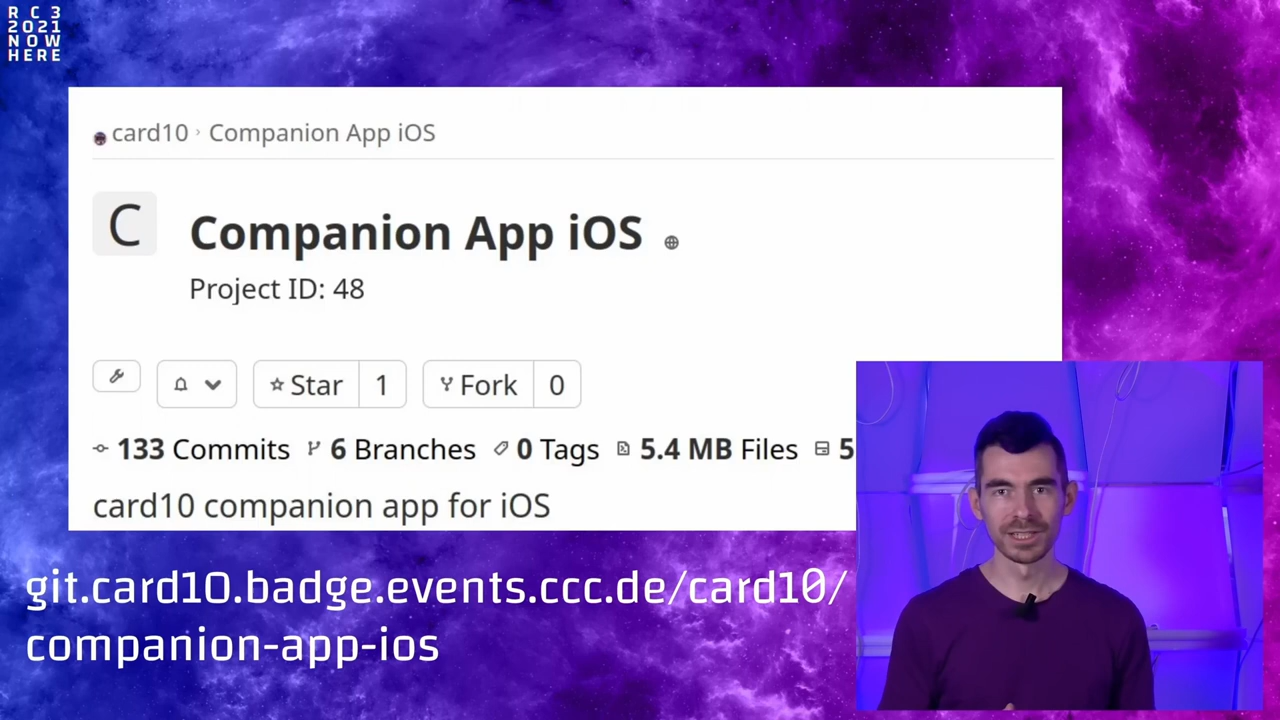 R C 3
2021
NOW
HERE
card10 › Companion App iOS
C
Companion App iOS
Project ID: 48
Star 1
Fork 0
133 Commits 6 Branches 0 Tags 5.4 MB Files 5
card10 companion app for iOS
git.card10.badge.events.ccc.de/card10/
companion-app-ios